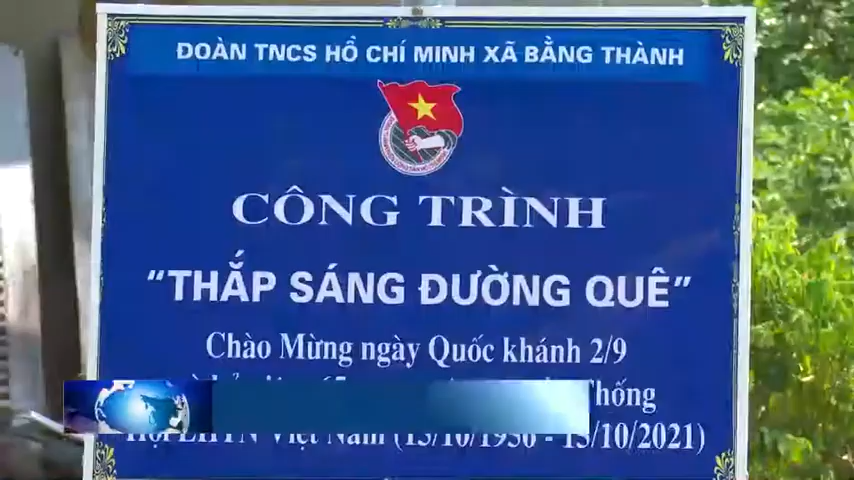 ĐOÀN TNCS HỒ CHÍ MINH XÃ BẰNG THÀNH
CÔNG TRÌNH
“THẮP SÁNG ĐƯỜNG QUÊ”
Chào Mừng ngày Quốc khánh 2/9
Thống
Việt Nam (15/10/1956 - 15/10/2021)